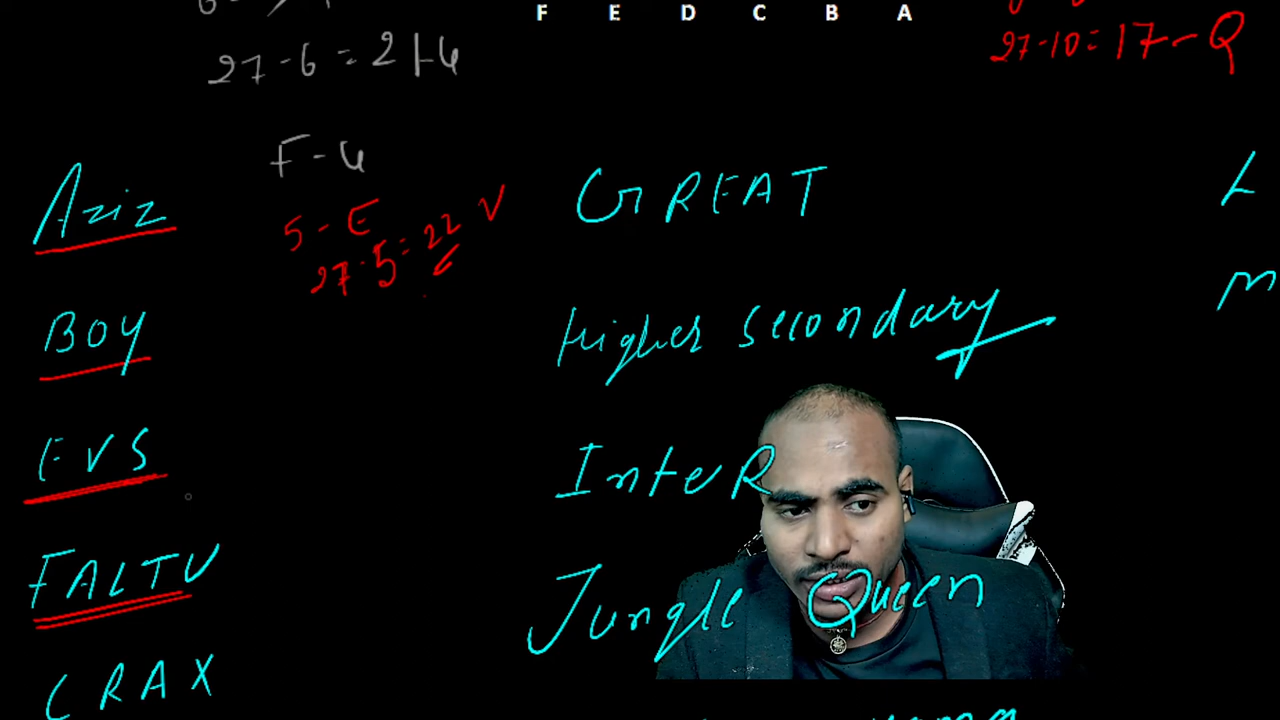 F E D C B A
27-6=21-U
27-10=17-Q
F-U
Aziz
5-E
27-5=22 V
GREAT
L
BOY
Higher Secondary
M
EVS
InteR
FALTU
Jungle Queen
CRAX